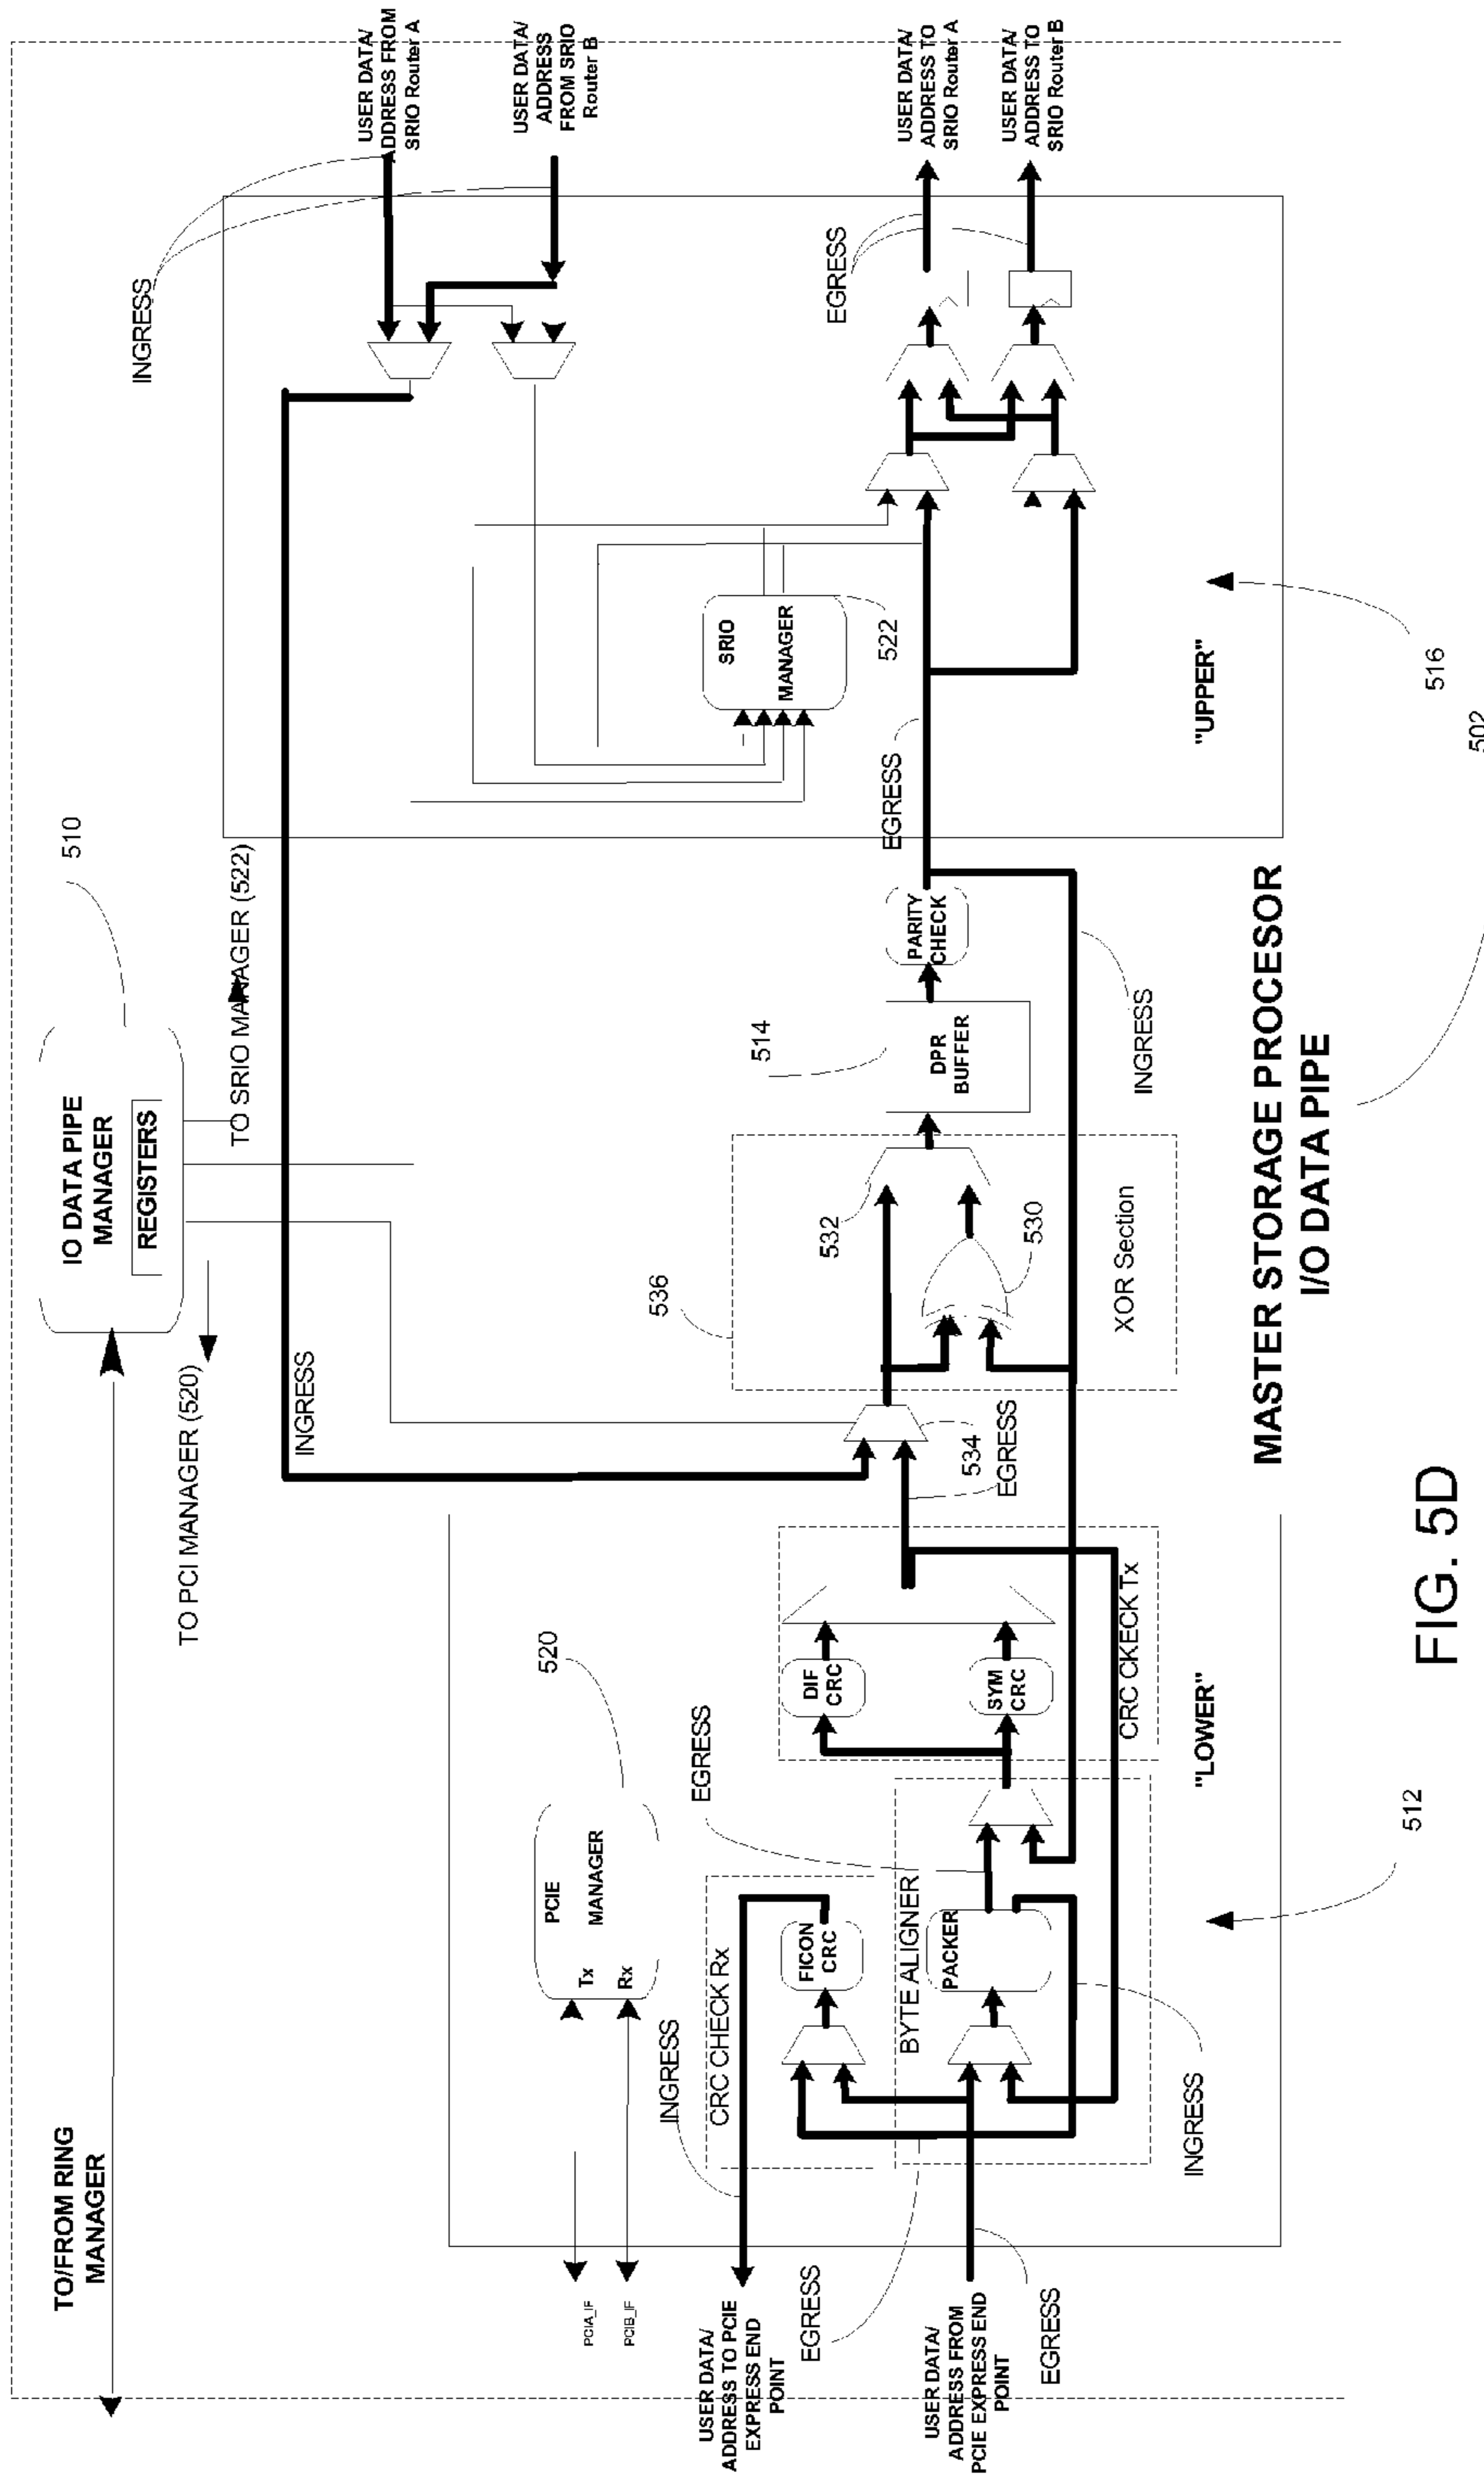 TO/FROM RING
MANAGER
IO DATA PIPE
MANAGER
REGISTERS
510
TO PCI MANAGER (520)
TO SRIO MANAGER (522)
INGRESS
USER DATA/
ADDRESS FROM
SRIO Router A
USER DATA/
ADDRESS
FROM SRIO
Router B
INGRESS
PCIA_IF
PCIB_IF
PCIE
MANAGER
Tx
Rx
520
SRIO
MANAGER
522
USER DATA/
ADDRESS TO PCIE
EXPRESS END
POINT
INGRESS
CRC CHECK Rx
FICON
CRC
EGRESS
EGRESS
USER DATA/
ADDRESS FROM
PCIE EXPRESS END
POINT
EGRESS
BYTE ALIGNER
PACKER
INGRESS
DIF
CRC
SYM
CRC
CRC CKECK Tx
534
EGRESS
536
532
530
XOR Section
514
DPR
BUFFER
PARITY
CHECK
INGRESS
EGRESS
EGRESS
USER DATA/
ADDRESS TO
SRIO Router A
USER DATA/
ADDRESS TO
SRIO Router B
"LOWER"
512
"UPPER"
516
MASTER STORAGE PROCESOR
I/O DATA PIPE
502
FIG. 5D